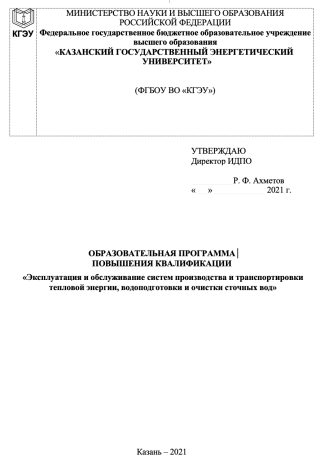 МИНИСТЕРСТВО НАУКИ И ВЫСШЕГО ОБРАЗОВАНИЯ
РОССИЙСКОЙ ФЕДЕРАЦИИ
КГЭУ Федеральное государственное бюджетное образовательное учреждение
высшего образования
«КАЗАНСКИЙ ГОСУДАРСТВЕННЫЙ ЭНЕРГЕТИЧЕСКИЙ
УНИВЕРСИТЕТ»
(ФГБОУ ВО «КГЭУ»)
УТВЕРЖДАЮ
Директор ИДПО
Р. Ф. Ахметов
« » 2021 г.
ОБРАЗОВАТЕЛЬНАЯ ПРОГРАММА
ПОВЫШЕНИЯ КВАЛИФИКАЦИИ
«Эксплуатация и обслуживание систем производства и транспортировки
тепловой энергии, водоподготовки и очистки сточных вод»
Казань – 2021